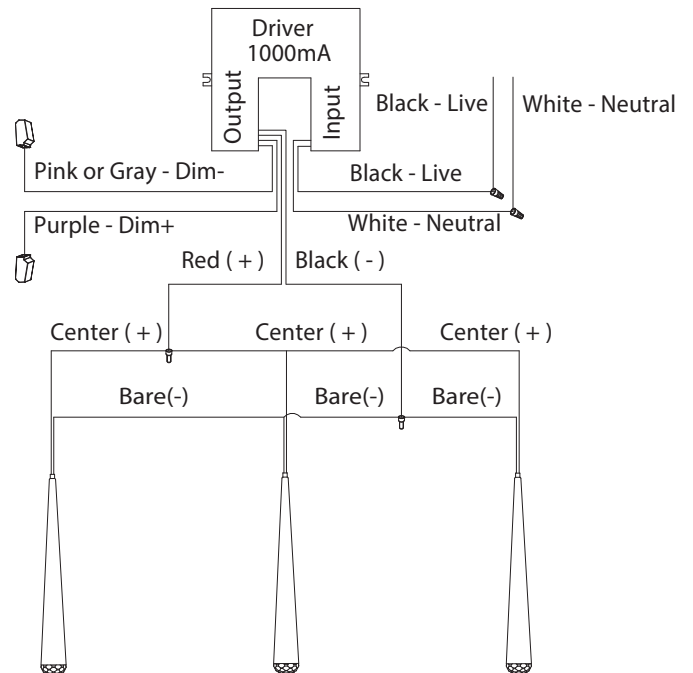 Driver
1000mA
Output
Input
Black - Live
White - Neutral
Pink or Gray - Dim-
Black - Live
Purple - Dim+
White - Neutral
Red ( + )
Black ( - )
Center ( + )
Center ( + )
Center ( + )
Bare(-)
Bare(-)
Bare(-)